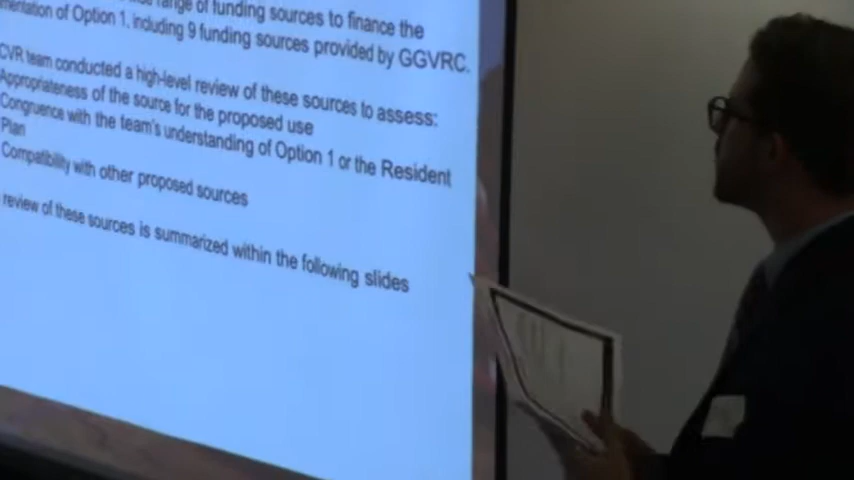 range of funding sources to finance the
mentation of Option 1, including 9 funding sources provided by GGVRC.
CVR team conducted a high-level review of these sources to assess:
Appropriateness of the source for the proposed use
Congruence with the team's understanding of Option 1 or the Resident
Plan
Compatibility with other proposed sources
review of these sources is summarized within the following slides